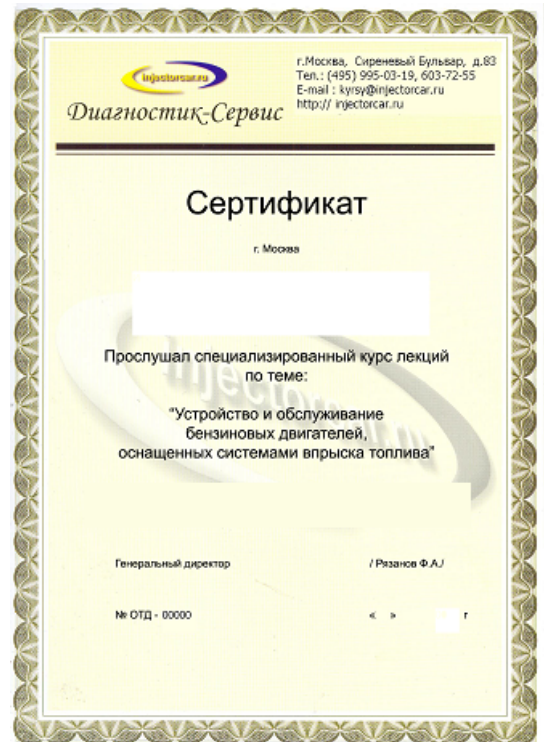 injectorcar.ru
Диагностик-Сервис
г.Москва, Сиреневый Бульвар, д.83
Тел.: (495) 995-03-19, 603-72-55
E-mail : kyrsy@injectorcar.ru
http:// injectorcar.ru
Сертификат
г. Москва
Прослушал специализированный курс лекций
по теме:
“Устройство и обслуживание
бензиновых двигателей,
оснащенных системами впрыска топлива”
injectorcar.ru
Генеральный директор / Рязанов Ф.А./
№ ОТД - 00000 « » г